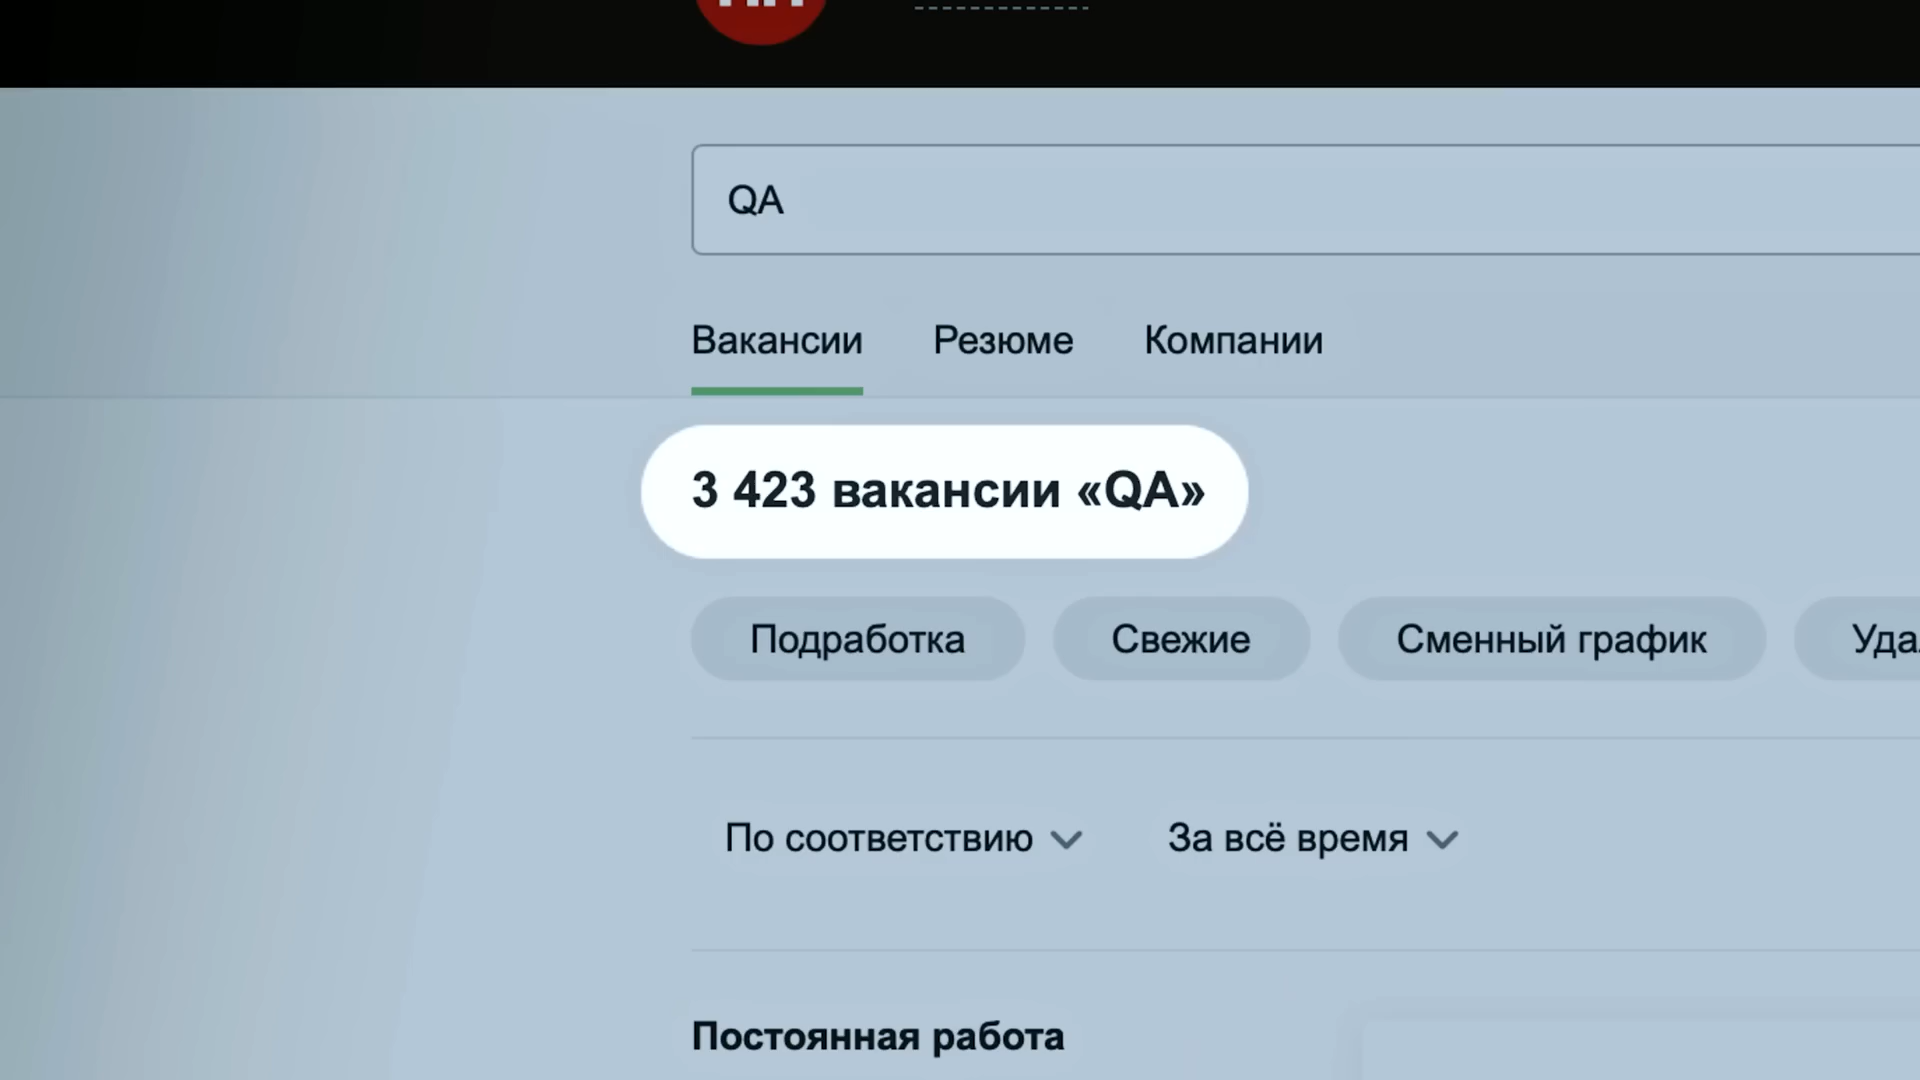 QA
Вакансии Резюме Компании
3 423 вакансии «QA»
Подработка Свежие Сменный график
По соответствию За всё время
Постоянная работа